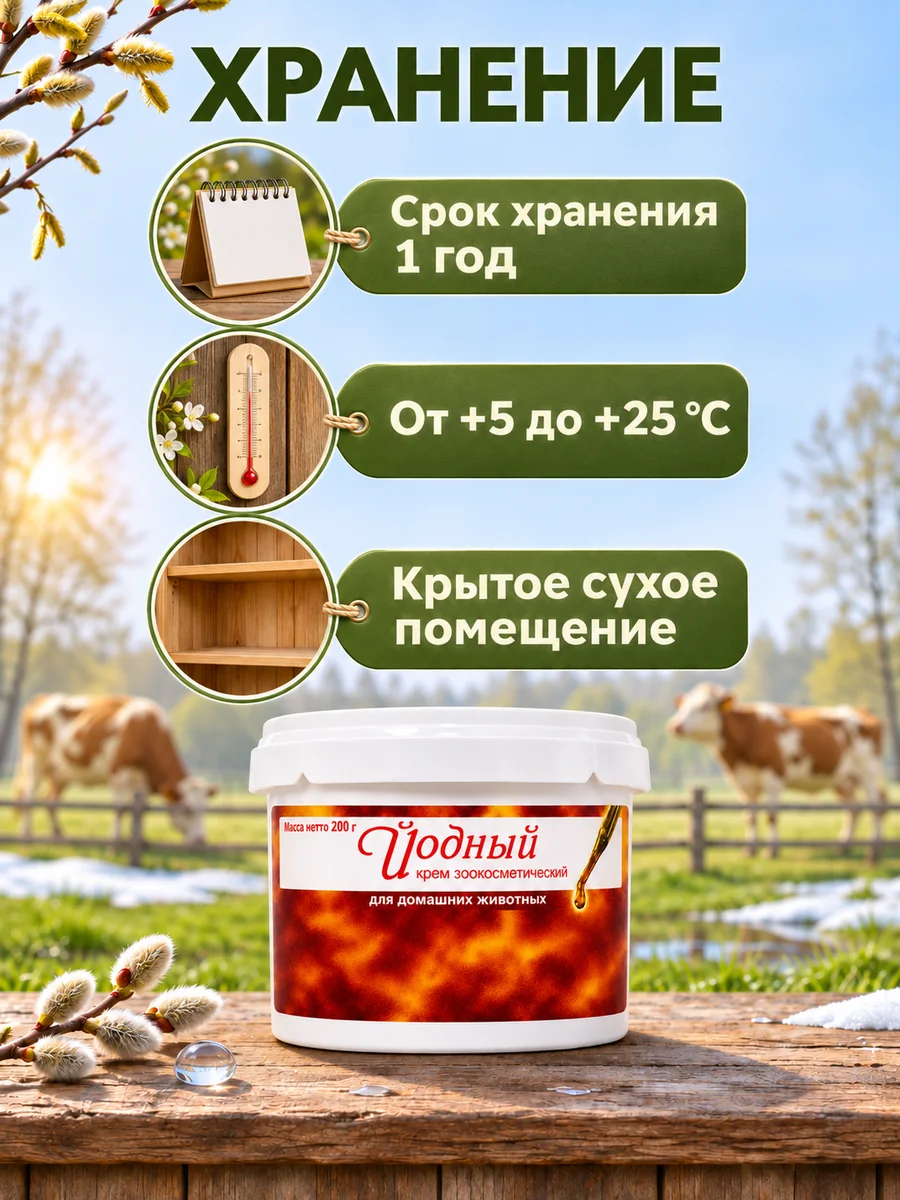 ХРАНЕНИЕ
Срок хранения
1 год
От +5 до +25 °C
Крытое сухое
помещение
Масса нетто 200 г
Йодный
крем зоокосметический
для домашних животных